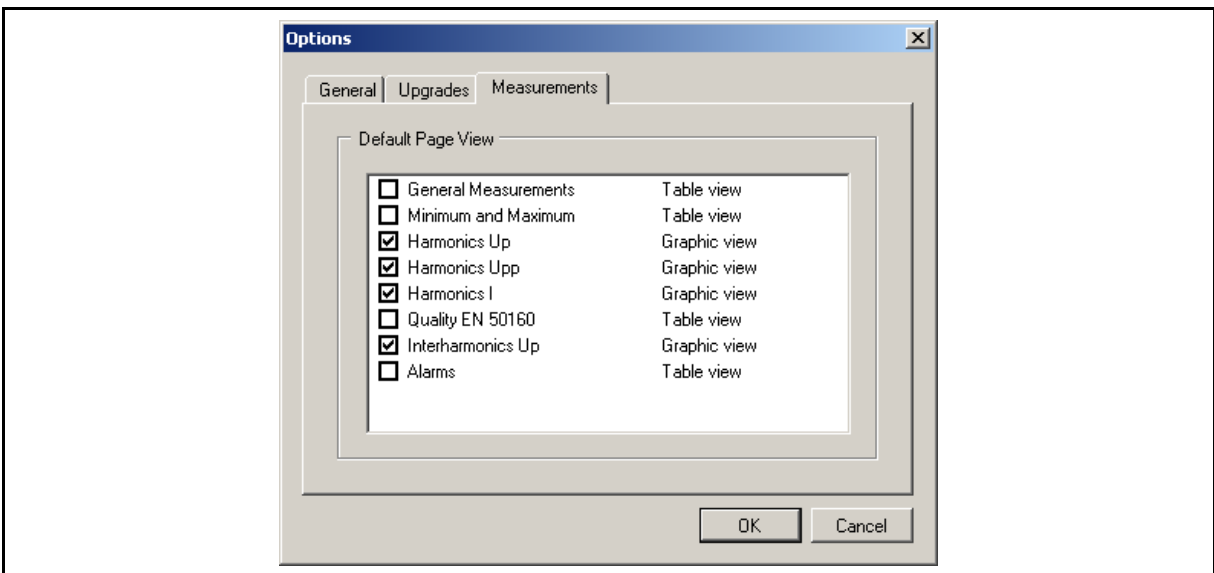 Options
General Upgrades Measurements
Default Page View
General Measurements Table view
Minimum and Maximum Table view
Harmonics Up Graphic view
Harmonics Upp Graphic view
Harmonics I Graphic view
Quality EN 50160 Table view
Interharmonics Up Graphic view
Alarms Table view
OK Cancel